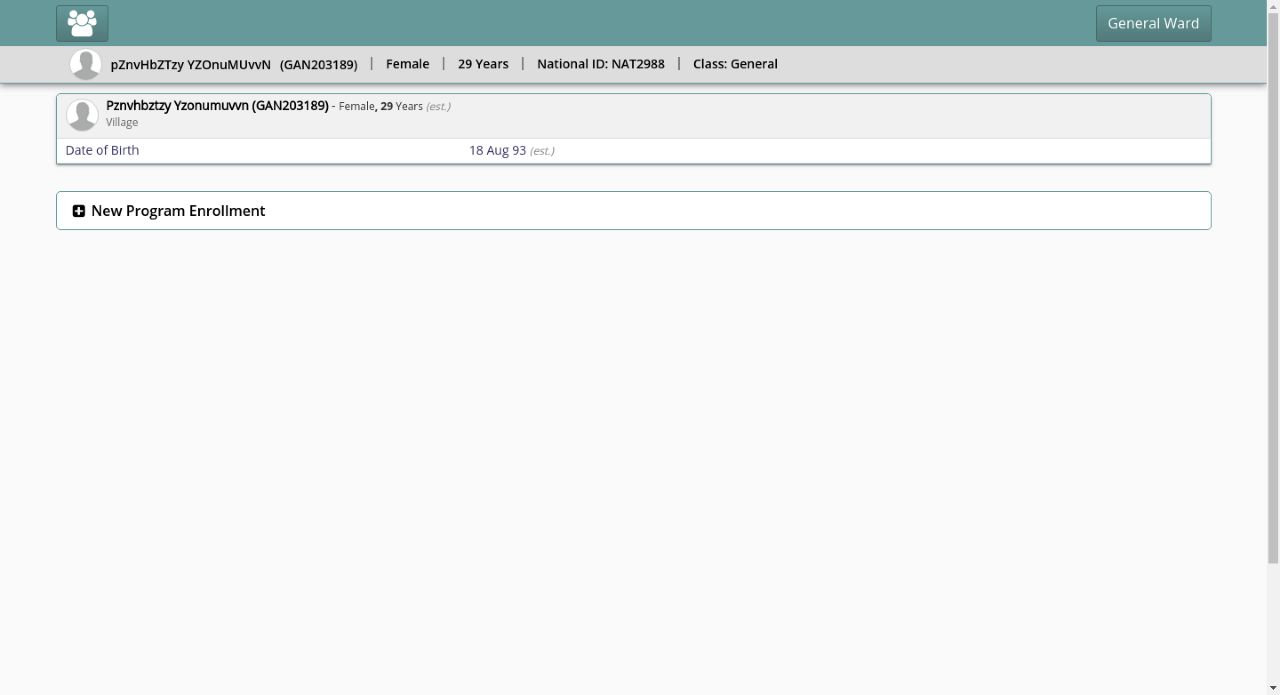 General Ward
pZnvHbZTzy YZOnuMUvvN (GAN203189) | Female | 29 Years | National ID: NAT2988 | Class: General
Pznvhbztzy Yzonumuvvn (GAN203189) - Female, 29 Years (est.)
Village
Date of Birth 18 Aug 93 (est.)
New Program Enrollment